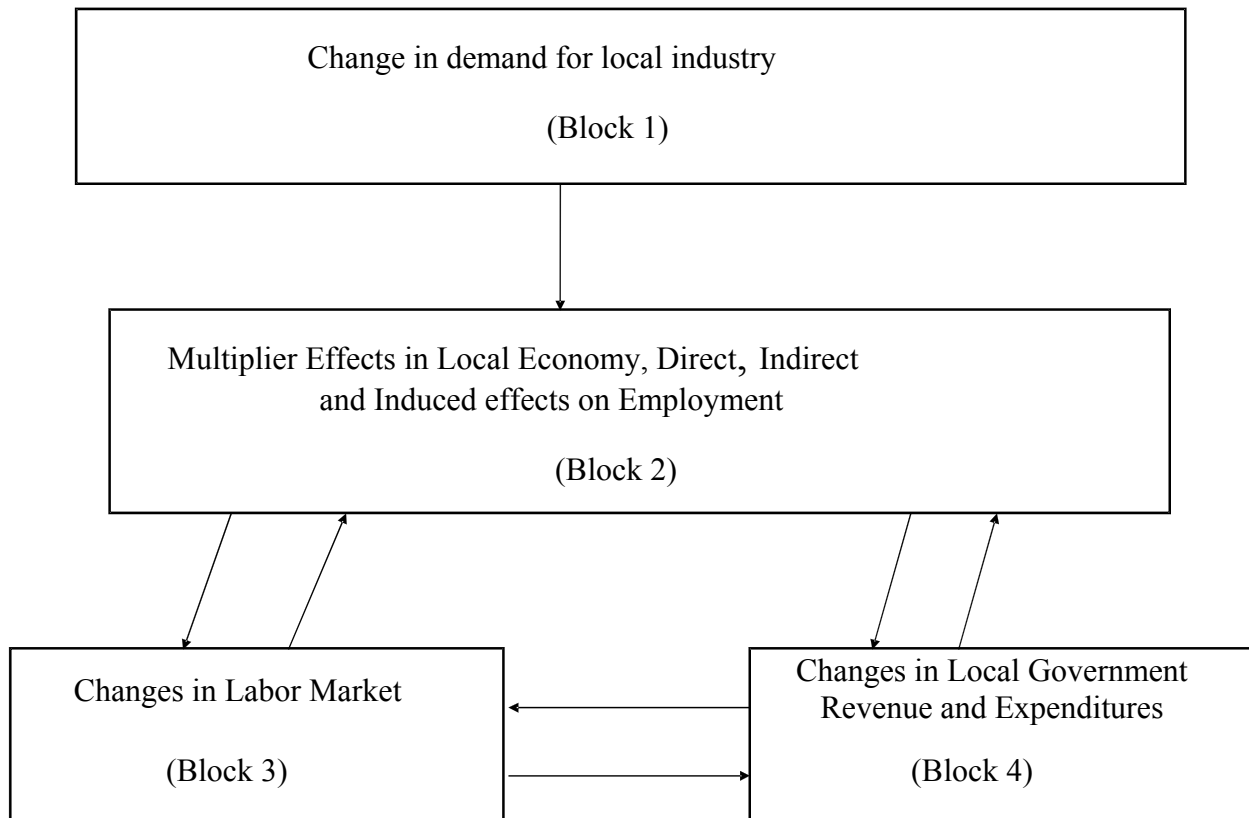 Change in demand for local industry
(Block 1)
Multiplier Effects in Local Economy, Direct, Indirect
and Induced effects on Employment
(Block 2)
Changes in Labor Market
(Block 3)
Changes in Local Government
Revenue and Expenditures
(Block 4)